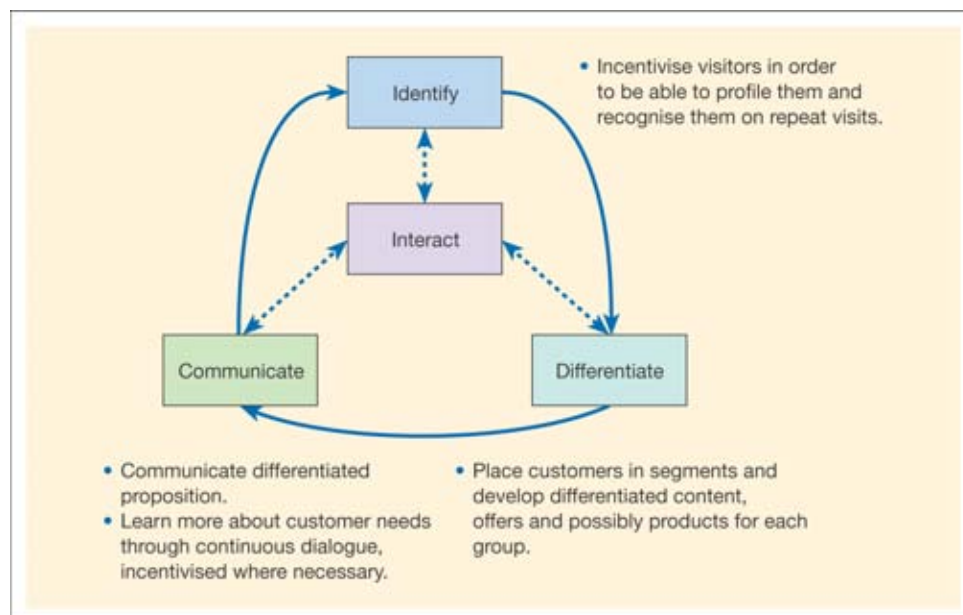 Identify
• Incentivise visitors in order
to be able to profile them and
recognise them on repeat visits.
Interact
Communicate
Differentiate
• Communicate differentiated
proposition.
• Learn more about customer needs
through continuous dialogue,
incentivised where necessary.
• Place customers in segments and
develop differentiated content,
offers and possibly products for each
group.